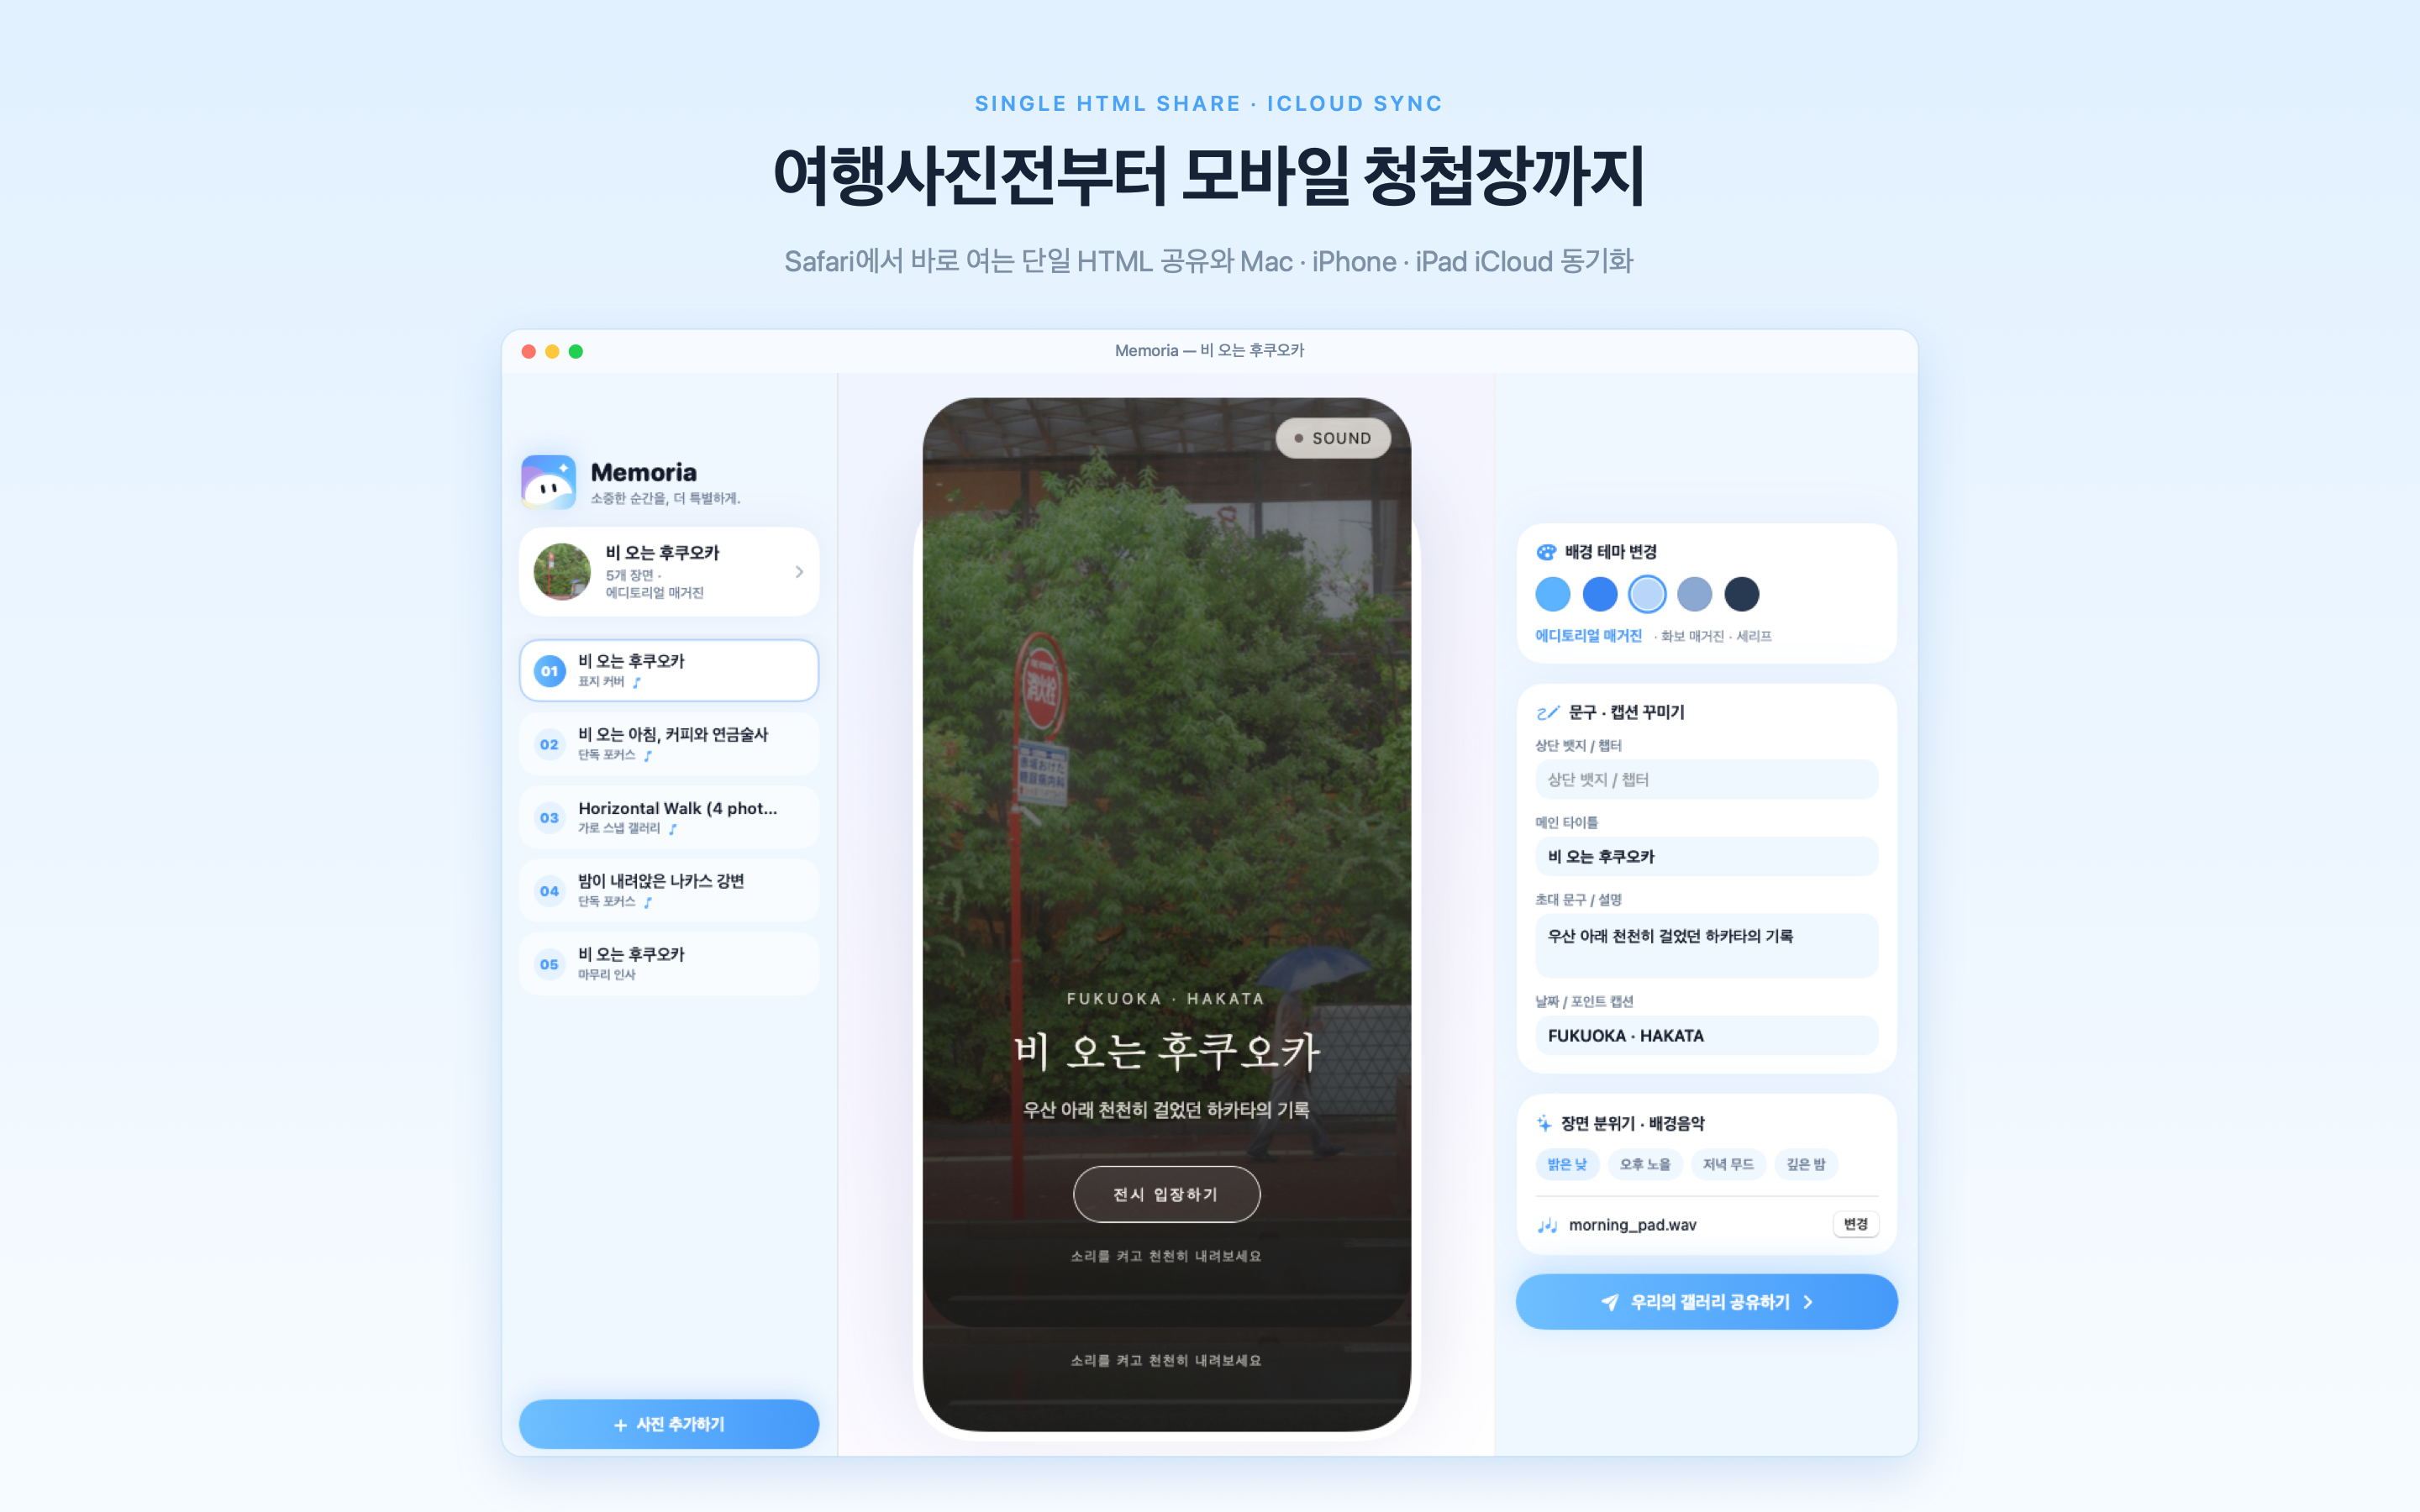 SINGLE HTML SHARE · ICLOUD SYNC
여행사진전부터 모바일 청첩장까지
Safari에서 바로 여는 단일 HTML 공유와 Mac · iPhone · iPad iCloud 동기화
Memoria — 비 오는 후쿠오카
Memoria
소중한 순간을, 더 특별하게.
비 오는 후쿠오카
5개 장면 ·
에디토리얼 매거진
01
비 오는 후쿠오카
표지 커버
02
비 오는 아침, 커피와 연금술사
단독 포커스
03
Horizontal Walk (4 phot...
가로 스냅 갤러리
04
밤이 내려앉은 나카스 강변
단독 포커스
05
비 오는 후쿠오카
마무리 인사
+ 사진 추가하기
SOUND
消火栓
FUKUOKA · HAKATA
비 오는 후쿠오카
우산 아래 천천히 걸었던 하카타의 기록
전시 입장하기
소리를 켜고 천천히 내려보세요
소리를 켜고 천천히 내려보세요
배경 테마 변경
에디토리얼 매거진 · 화보 매거진 · 세리프
문구 · 캡션 꾸미기
상단 뱃지 / 챕터
상단 뱃지 / 챕터
메인 타이틀
비 오는 후쿠오카
초대 문구 / 설명
우산 아래 천천히 걸었던 하카타의 기록
날짜 / 포인트 캡션
FUKUOKA · HAKATA
장면 분위기 · 배경음악
밝은 낮
오후 노을
저녁 무드
깊은 밤
morning_pad.wav
변경
우리의 갤러리 공유하기